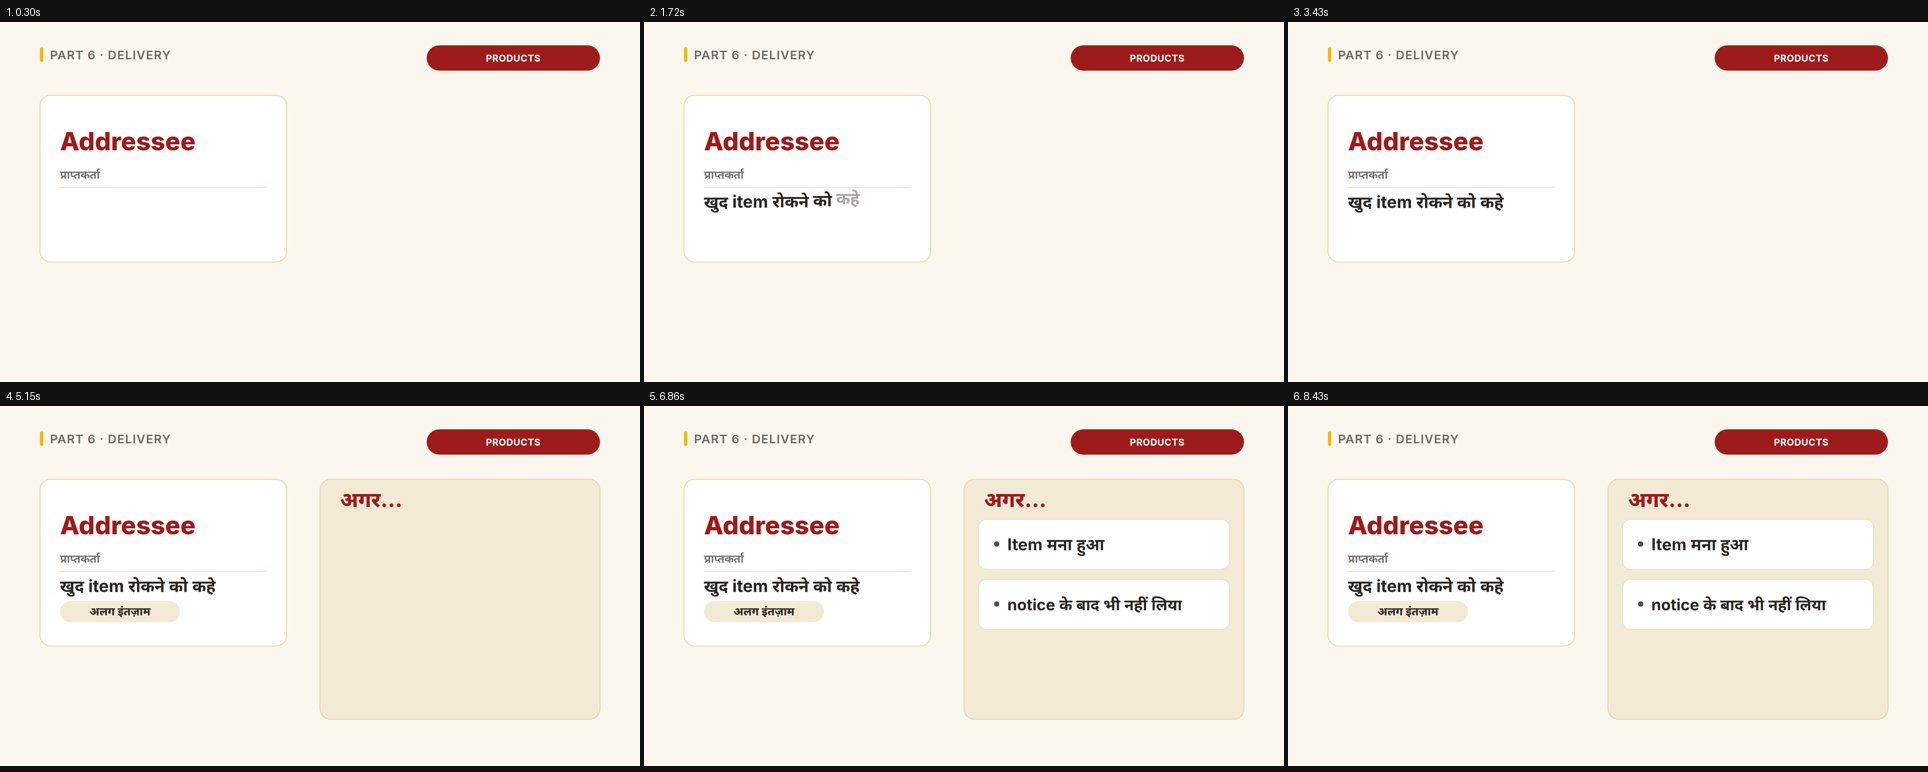 1. 0.30s
PART 6 · DELIVERY
PRODUCTS
Addressee
प्राप्तकर्ता
2. 1.72s
PART 6 · DELIVERY
PRODUCTS
Addressee
प्राप्तकर्ता
खुद item रोकने को कहे
3. 3.43s
PART 6 · DELIVERY
PRODUCTS
Addressee
प्राप्तकर्ता
खुद item रोकने को कहे
4. 5.15s
PART 6 · DELIVERY
PRODUCTS
Addressee
प्राप्तकर्ता
खुद item रोकने को कहे
अलग इंतज़ाम
अगर...
5. 6.86s
PART 6 · DELIVERY
PRODUCTS
Addressee
प्राप्तकर्ता
खुद item रोकने को कहे
अलग इंतज़ाम
अगर...
• Item मना हुआ
• notice के बाद भी नहीं लिया
6. 8.43s
PART 6 · DELIVERY
PRODUCTS
Addressee
प्राप्तकर्ता
खुद item रोकने को कहे
अलग इंतज़ाम
अगर...
• Item मना हुआ
• notice के बाद भी नहीं लिया